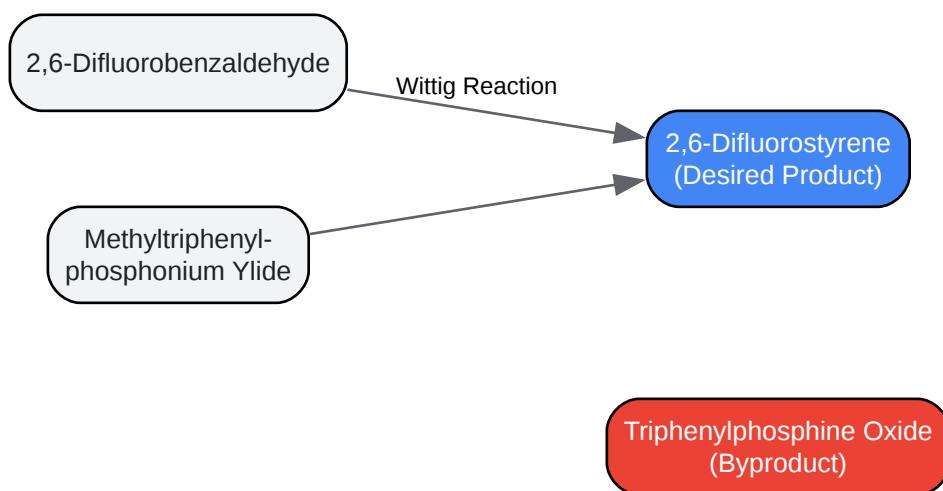 2,6-Difluorobenzaldehyde
Wittig Reaction
2,6-Difluorostyrene
(Desired Product)
Methyltriphenyl-
phosphonium Ylide
Triphenylphosphine Oxide
(Byproduct)